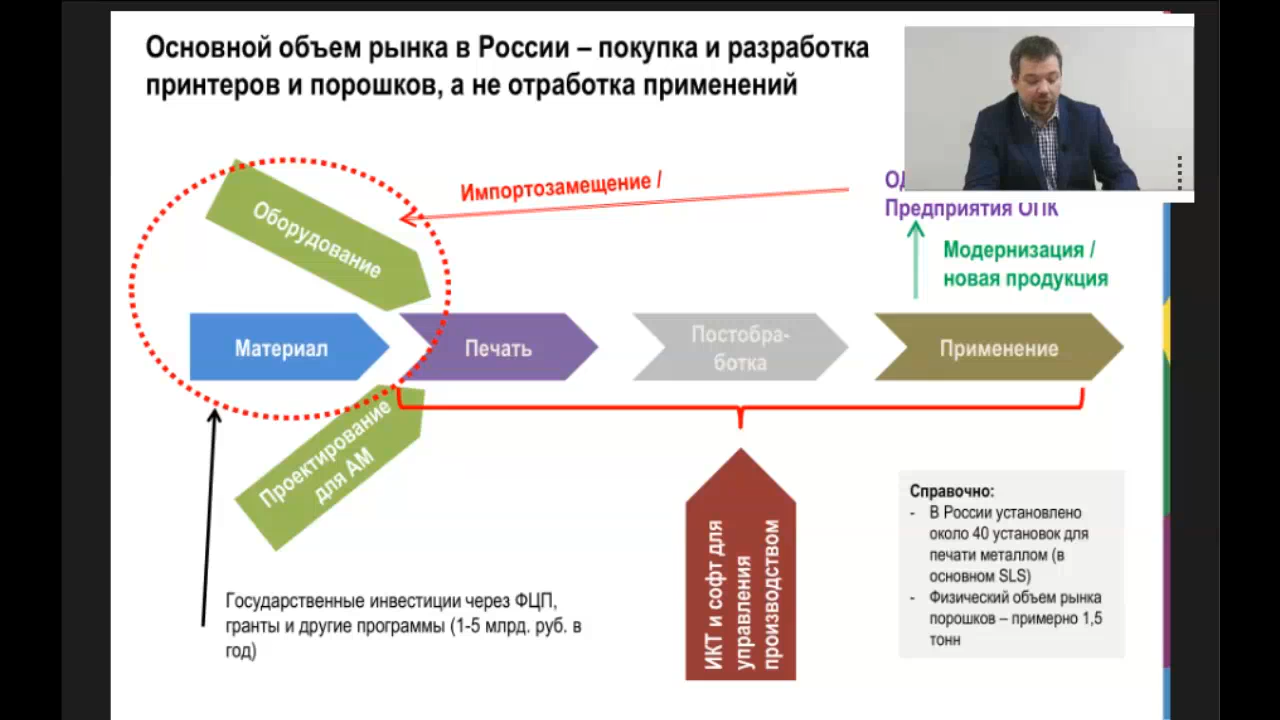 Основной объем рынка в России – покупка и разработка
принтеров и порошков, а не отработка применений
Импортозамещение /
Предприятия ОПК
Модернизация /
новая продукция
Оборудование
Материал
Печать
Постобра-
ботка
Применение
Проектирование
для АМ
ИКТ и софт для
управления
производством
Справочно:
- В России установлено
около 40 установок для
печати металлом (в
основном SLS)
- Физический объем рынка
порошков – примерно 1,5
тонн
Государственные инвестиции через ФЦП,
гранты и другие программы (1-5 млрд. руб. в
год)